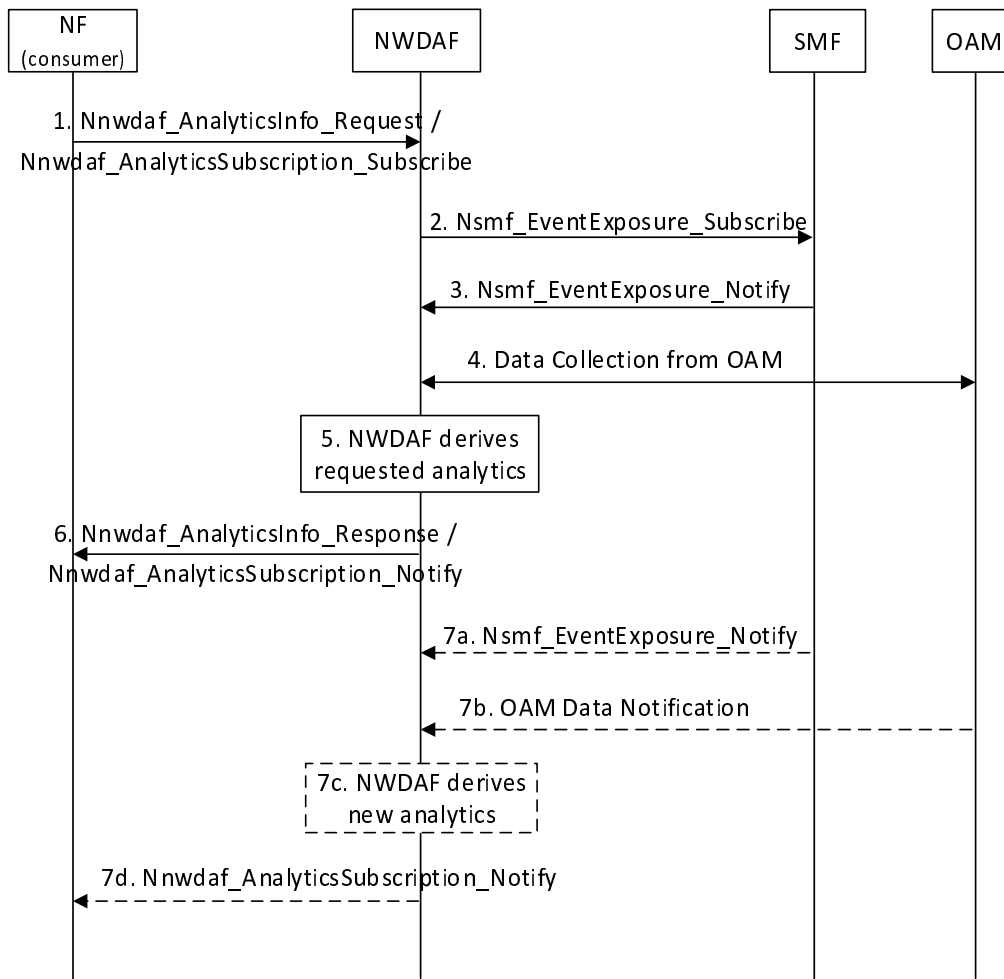 NF
(consumer)
NWDAF
SMF
OAM
1. Nnwdaf_AnalyticsInfo_Request /
Nnwdaf_AnalyticsSubscription_Subscribe
2. Nsmf_EventExposure_Subscribe
3. Nsmf_EventExposure_Notify
4. Data Collection from OAM
5. NWDAF derives
requested analytics
6. Nnwdaf_AnalyticsInfo_Response /
Nnwdaf_AnalyticsSubscription_Notify
7a. Nsmf_EventExposure_Notify
7b. OAM Data Notification
7c. NWDAF derives
new analytics
7d. Nnwdaf_AnalyticsSubscription_Notify